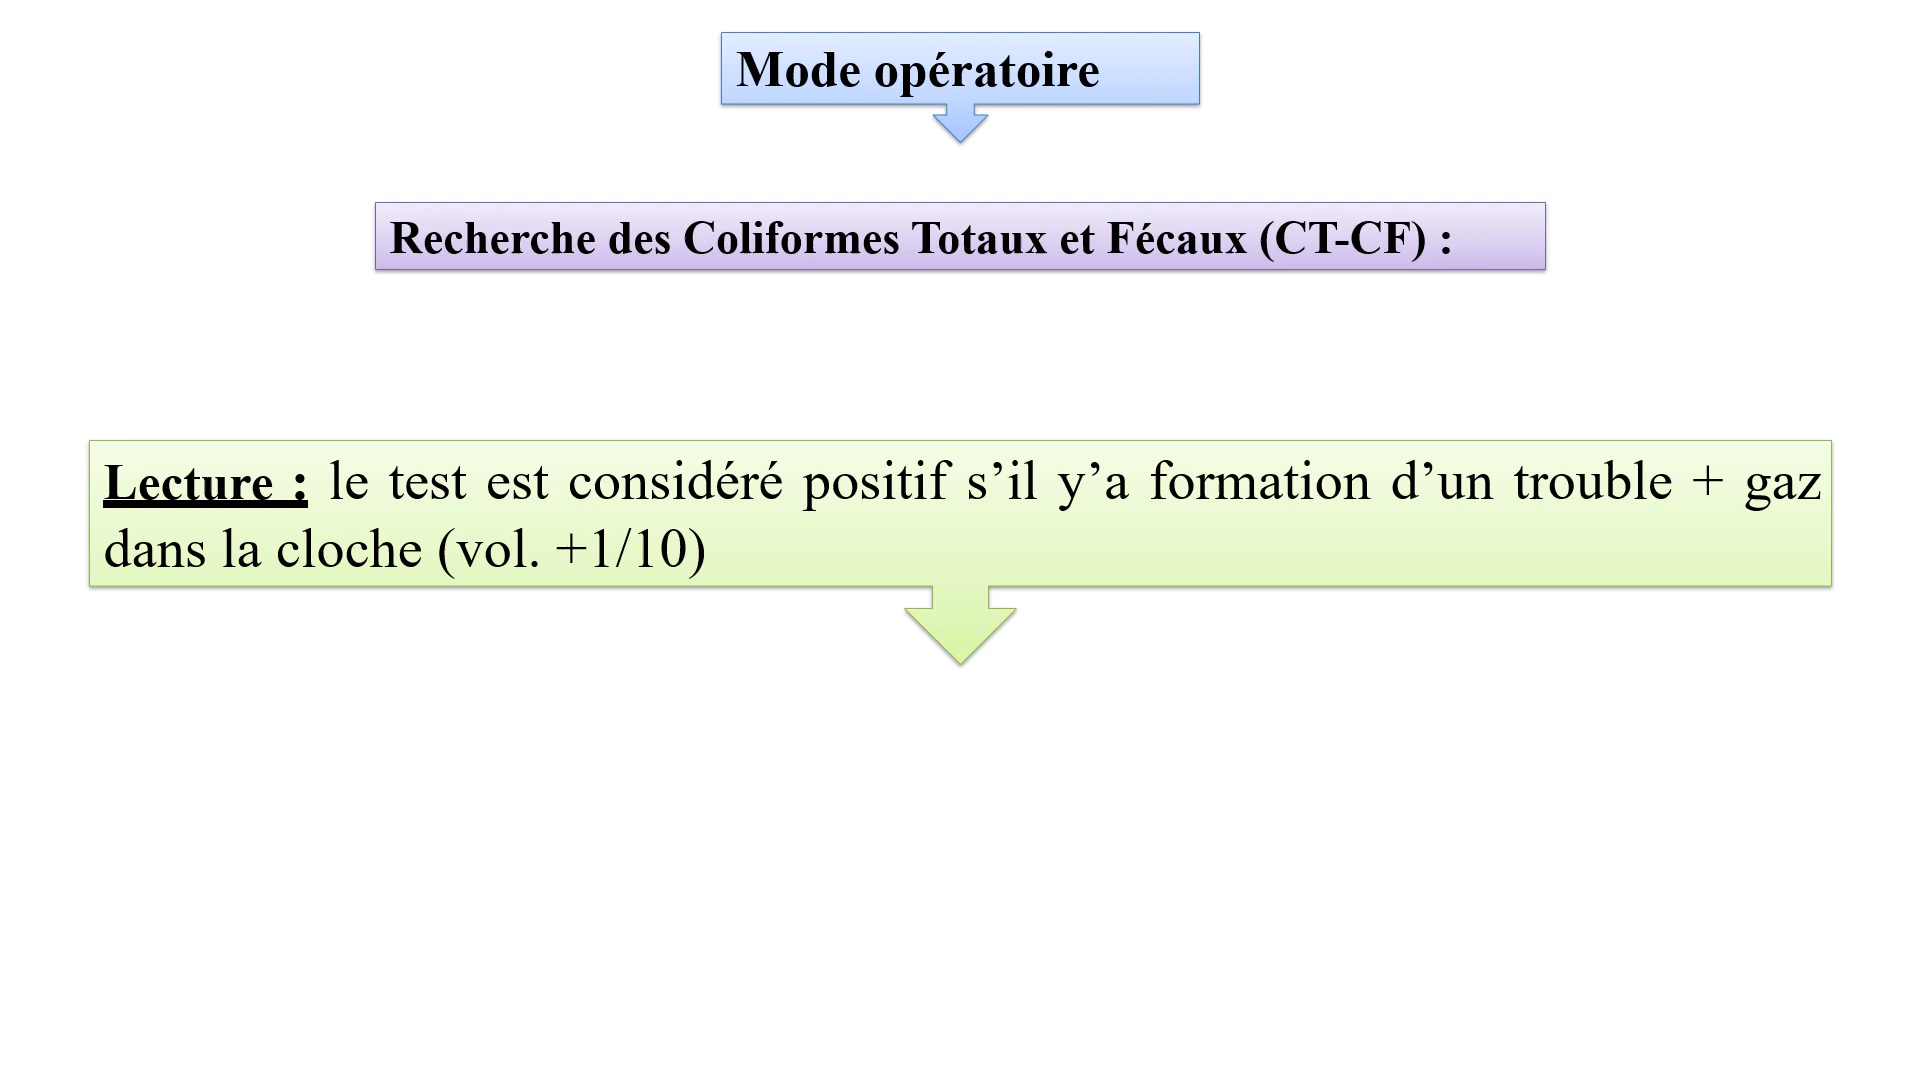 Mode opératoire
Recherche des Coliformes Totaux et Fécaux (CT-CF) :
Lecture : le test est considéré positif s’il y’a formation d’un trouble + gaz
dans la cloche (vol. +1/10)